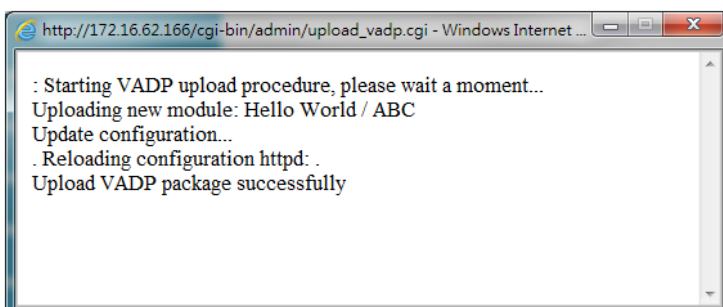 http://172.16.62.166/cgi-bin/admin/upload_vadp.cgi - Windows Internet ...
: Starting VADP upload procedure, please wait a moment...
Uploading new module: Hello World / ABC
Update configuration...
. Reloading configuration httpd: .
Upload VADP package successfully